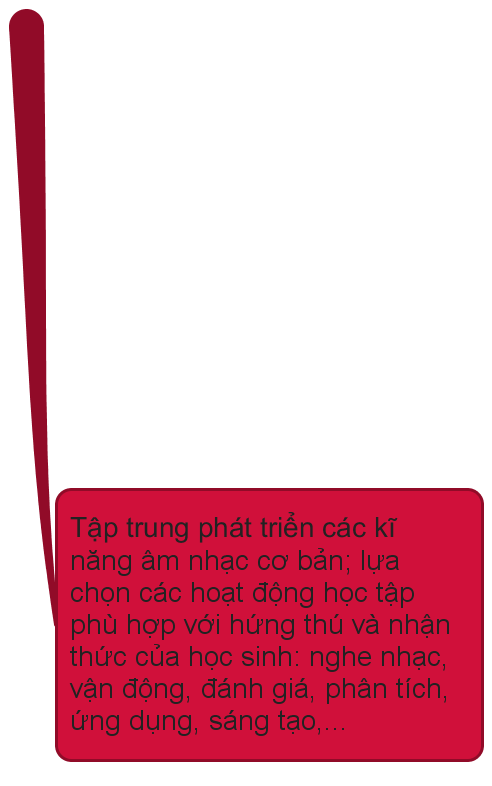 Tập trung phát triển các kĩ
năng âm nhạc cơ bản; lựa
chọn các hoạt động học tập
phù hợp với hứng thú và nhận
thức của học sinh: nghe nhạc,
vận động, đánh giá, phân tích,
ứng dụng, sáng tạo,...